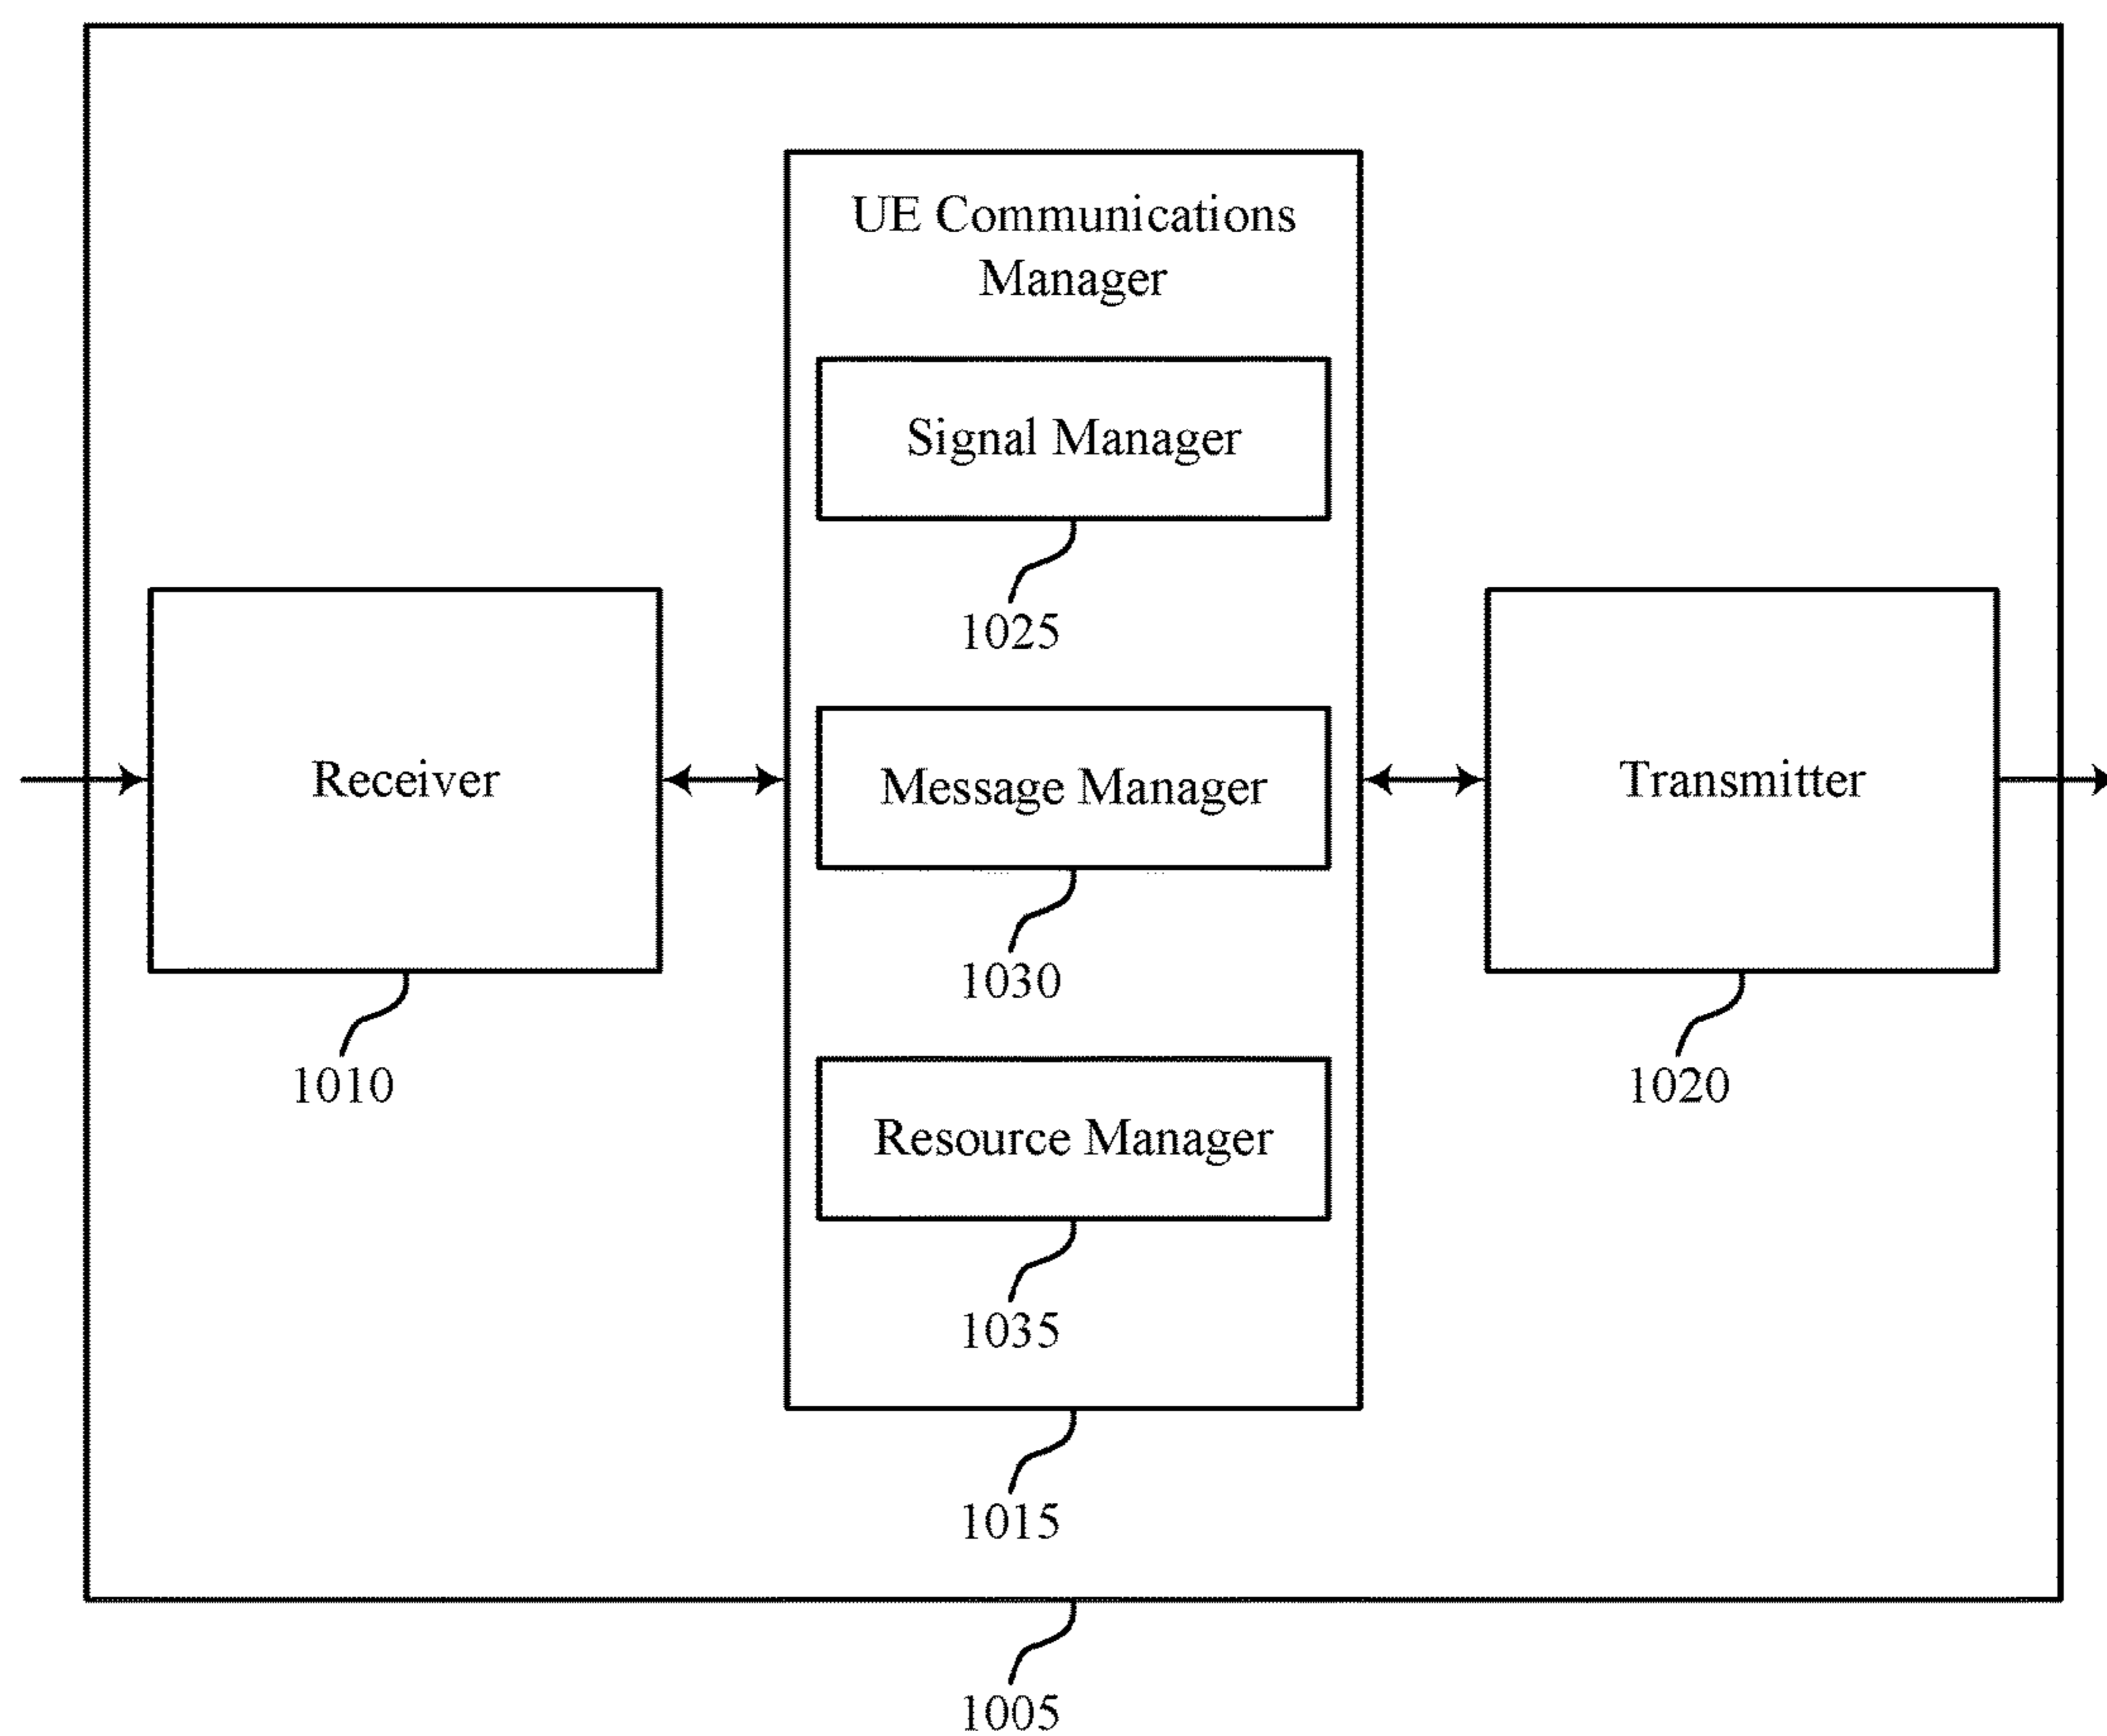 UE Communications
Manager
Signal Manager
1025
Receiver
Message Manager
Transmitter
1030
1010
1020
Resource Manager
1035
1015
1005